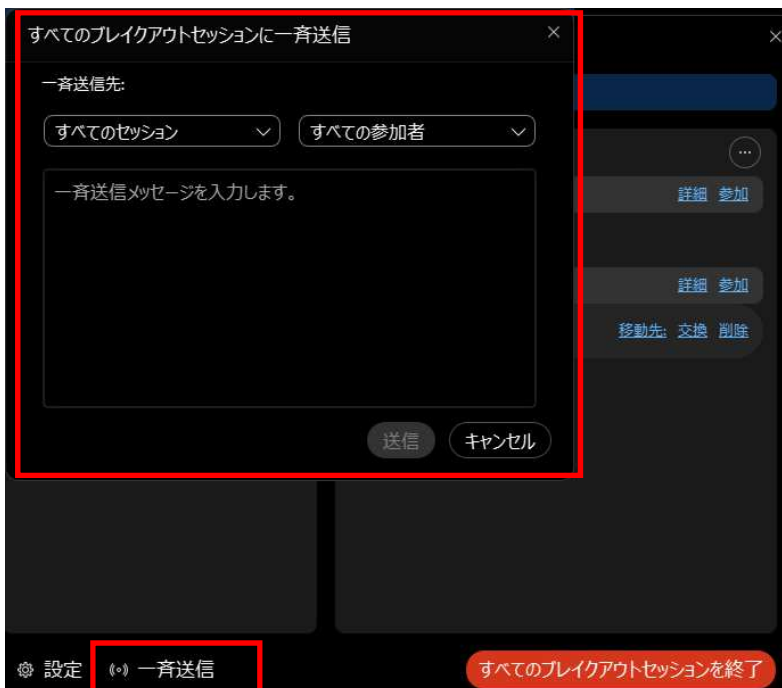 すべてのブレイクアウトセッションに一斉送信
一斉送信先:
すべてのセッション すべての参加者
一斉送信メッセージを入力します。
送信 キャンセル
詳細 参加
詳細 参加
移動先: 交換 削除
設定 一斉送信 すべてのブレイクアウトセッションを終了